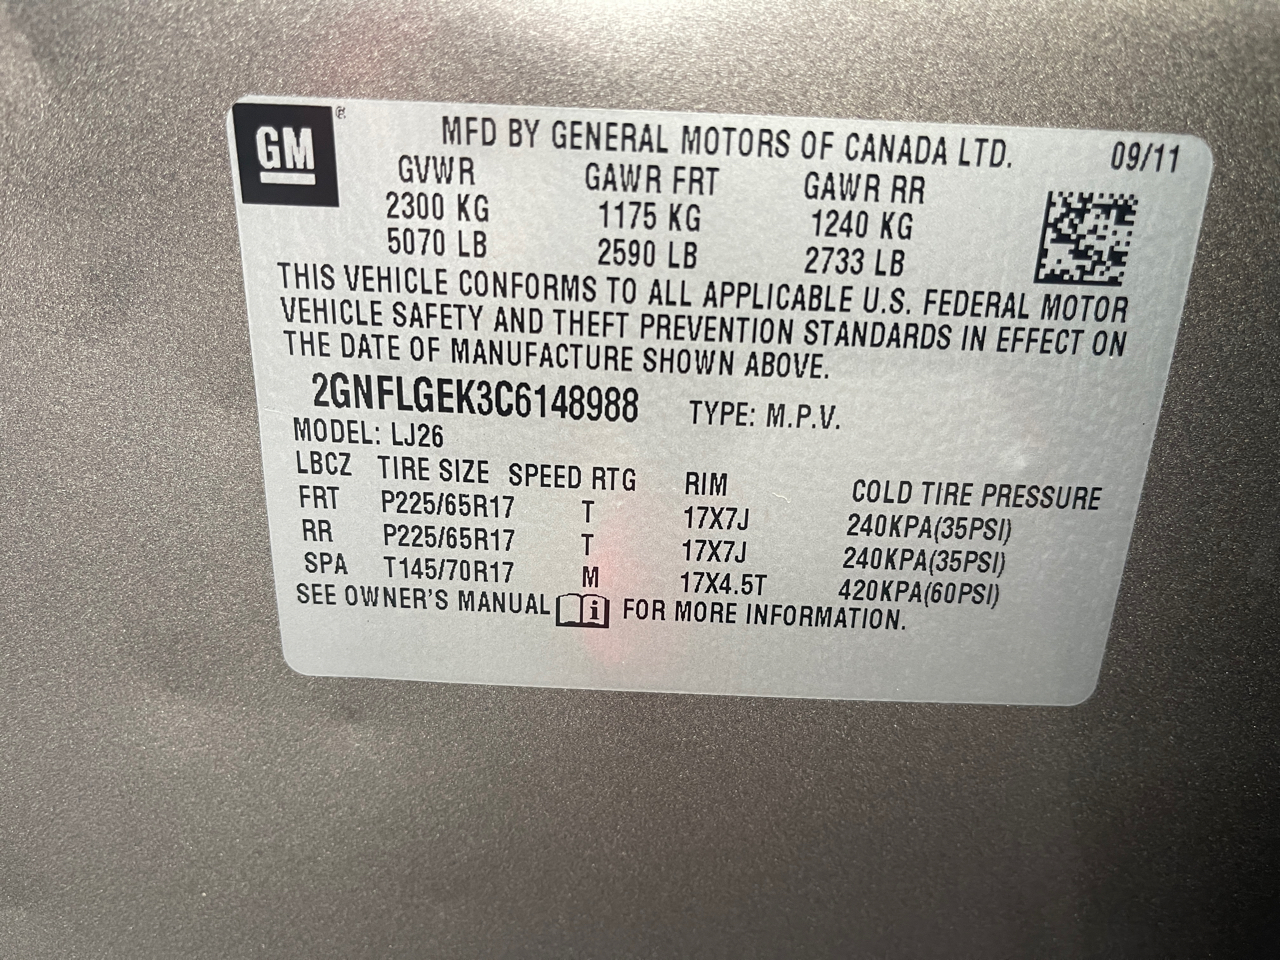 GM
MFD BY GENERAL MOTORS OF CANADA LTD. 09/11
GVWR GAWR FRT GAWR RR
2300 KG 1175 KG 1240 KG
5070 LB 2590 LB 2733 LB
THIS VEHICLE CONFORMS TO ALL APPLICABLE U.S. FEDERAL MOTOR
VEHICLE SAFETY AND THEFT PREVENTION STANDARDS IN EFFECT ON
THE DATE OF MANUFACTURE SHOWN ABOVE.
2GNFLGEK3C6148988 TYPE: M.P.V.
MODEL: LJ26
LBCZ TIRE SIZE SPEED RTG RIM COLD TIRE PRESSURE
FRT P225/65R17 T 17X7J 240KPA(35PSI)
RR P225/65R17 T 17X7J 240KPA(35PSI)
SPA T145/70R17 M 17X4.5T 420KPA(60PSI)
SEE OWNER'S MANUAL i FOR MORE INFORMATION.